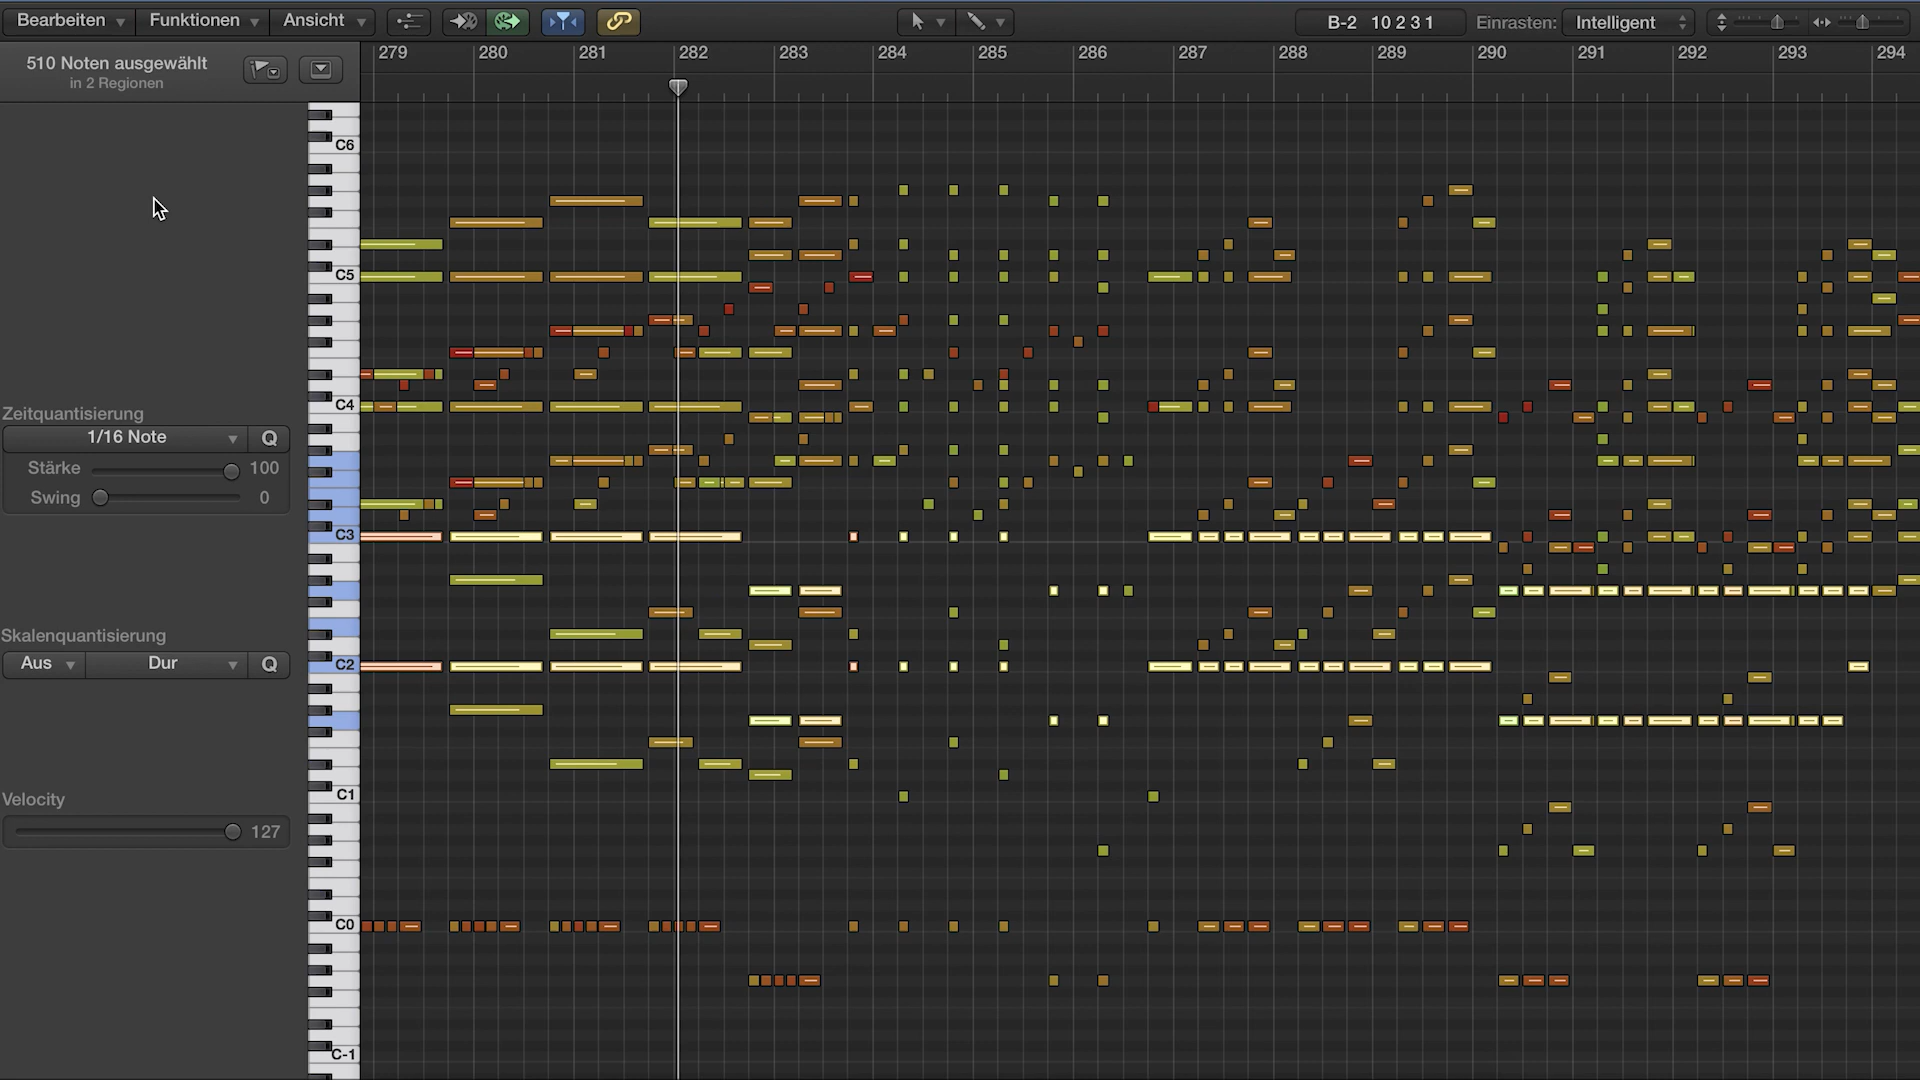 Bearbeiten Funktionen Ansicht B-2 10 2 3 1 Einrasten: Intelligent
279 280 281 282 283 284 285 286 287 288 289 290 291 292 293 294
510 Noten ausgewählt
in 2 Regionen
C6
C5
C4
Zeitquantisierung
1/16 Note Q
Stärke 100
Swing 0
C3
Skalenquantisierung
Aus Dur Q
C2
C1
Velocity
127
C0
C-1